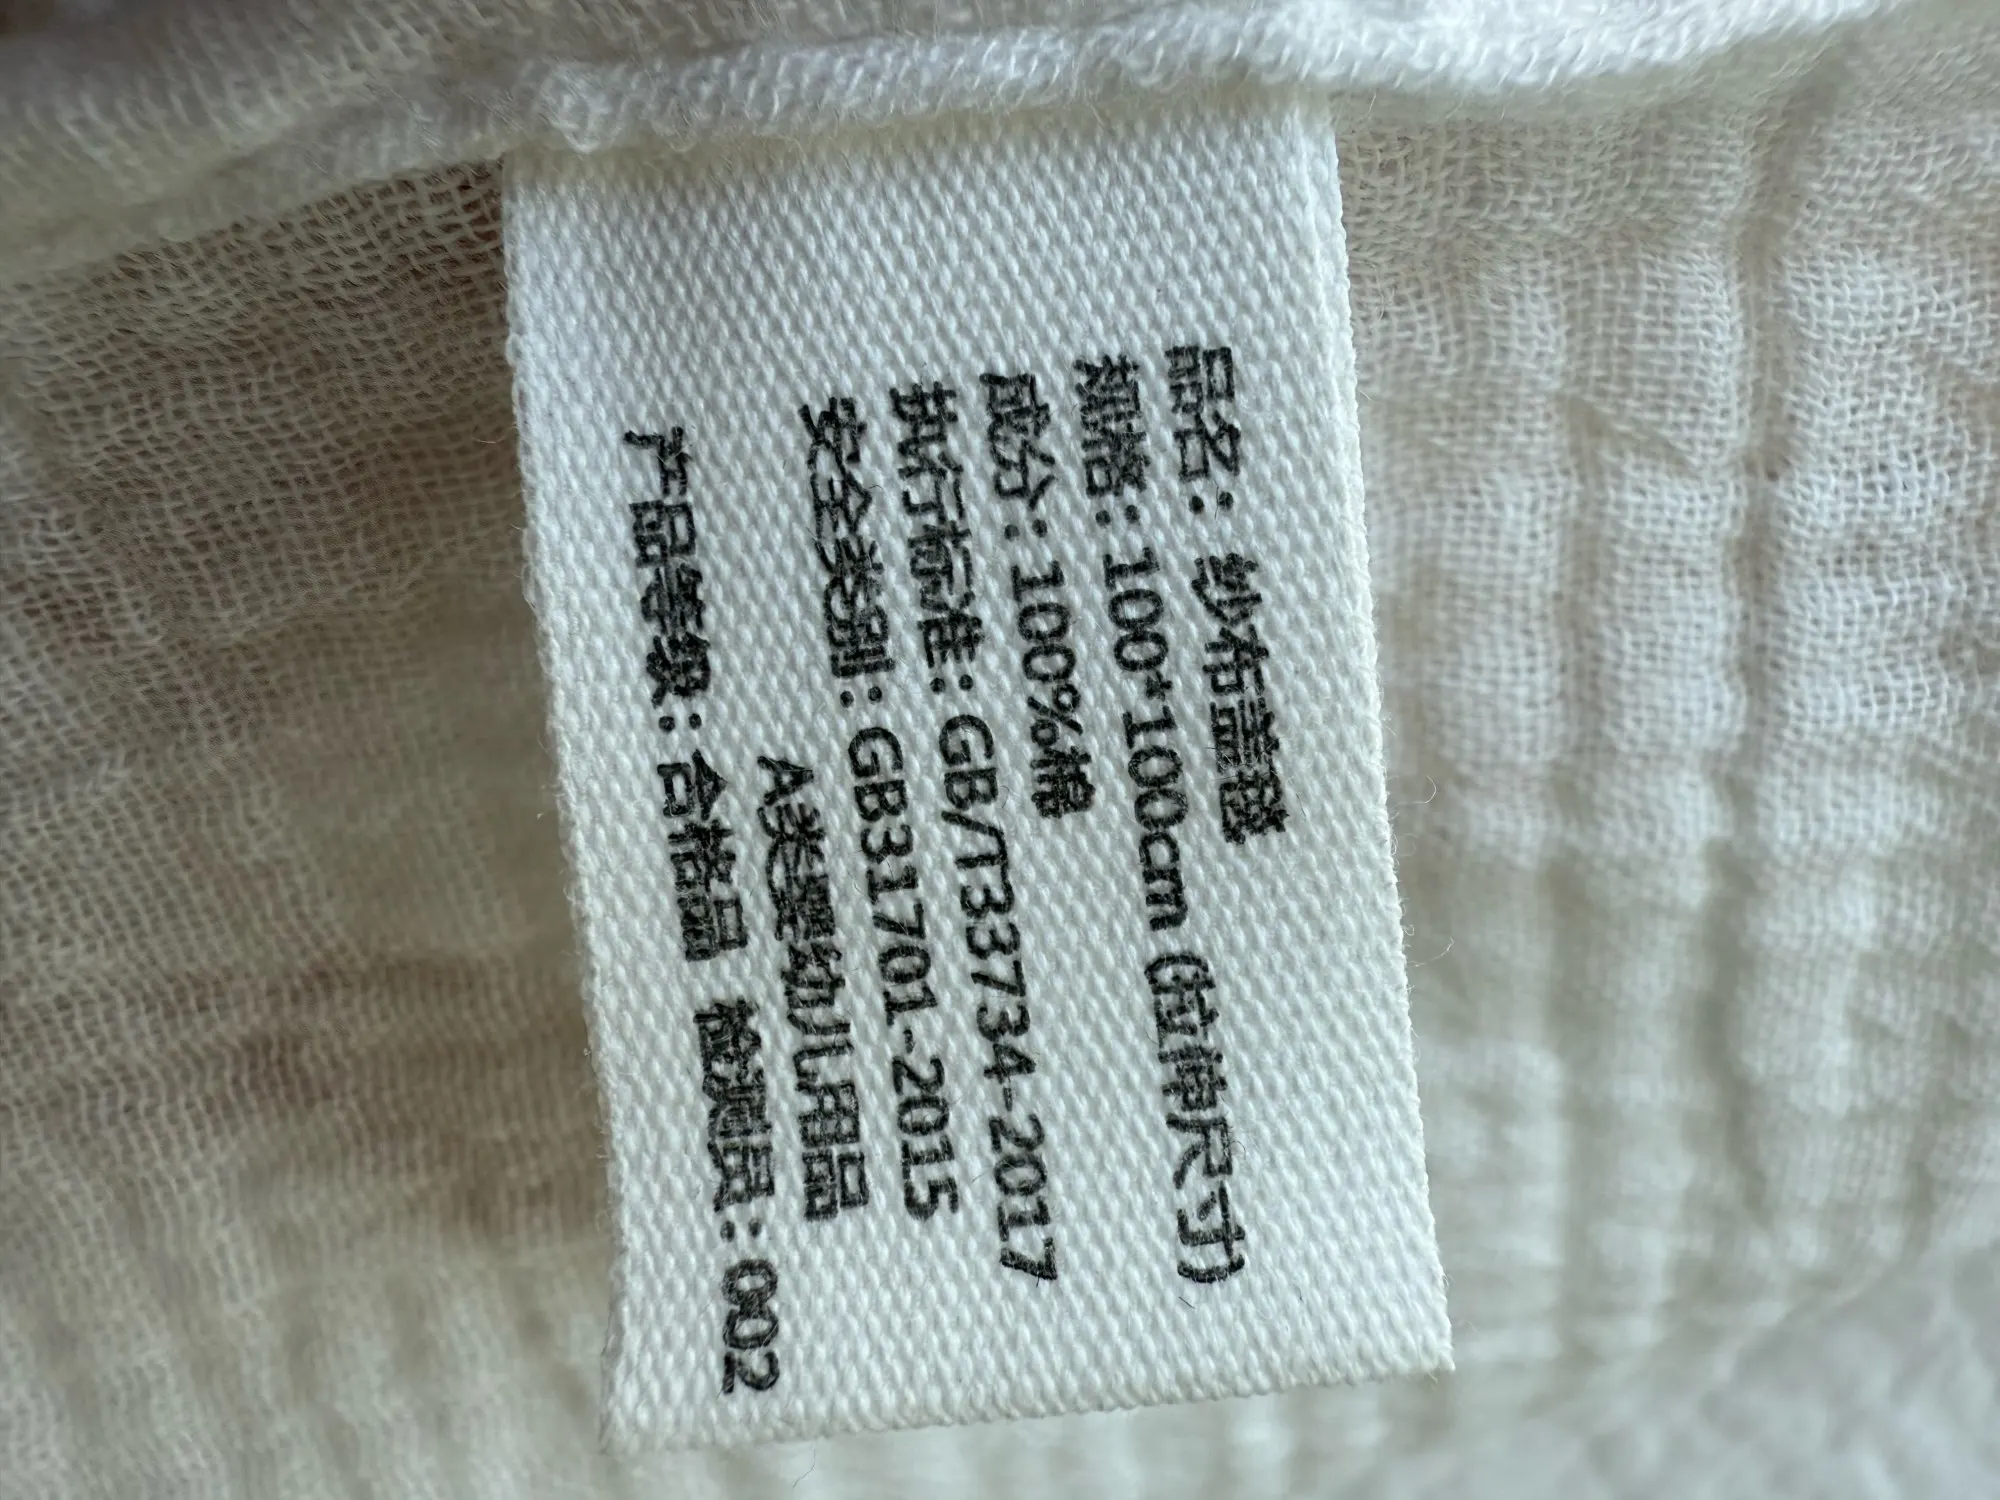 品名：纱布盖毯
规格：100*100cm (拉伸尺寸)
成分：100%棉
执行标准：GB/T33734-2017
安全类别：GB31701-2015
A类婴幼儿用品
产品等级：合格品 检测员：002